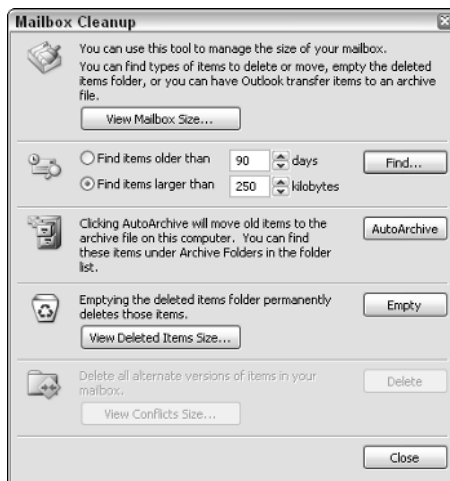 Mailbox Cleanup
You can use this tool to manage the size of your mailbox.
You can find types of items to delete or move, empty the deleted
items folder, or you can have Outlook transfer items to an archive
file.
View Mailbox Size...
Find items older than 90 days Find...
Find items larger than 250 kilobytes
Clicking AutoArchive will move old items to the AutoArchive
archive file on this computer. You can find
these items under Archive Folders in the folder
list.
Emptying the deleted items folder permanently Empty
deletes those items.
View Deleted Items Size...
Delete all alternate versions of items in your Delete
mailbox.
View Conflicts Size...
Close